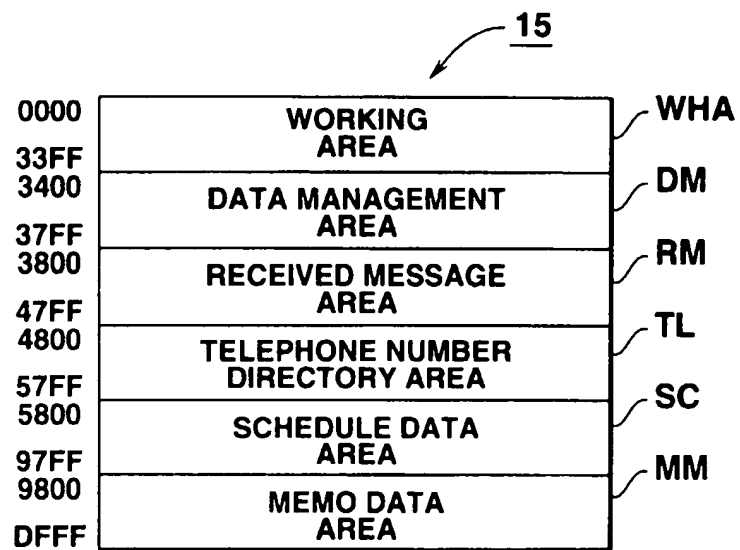 15
0000 WORKING WHA
AREA
33FF
3400 DATA MANAGEMENT DM
AREA
37FF
3800 RECEIVED MESSAGE RM
AREA
47FF
4800 TELEPHONE NUMBER TL
DIRECTORY AREA
57FF
5800 SCHEDULE DATA SC
AREA
97FF
9800 MEMO DATA MM
AREA
DFFF